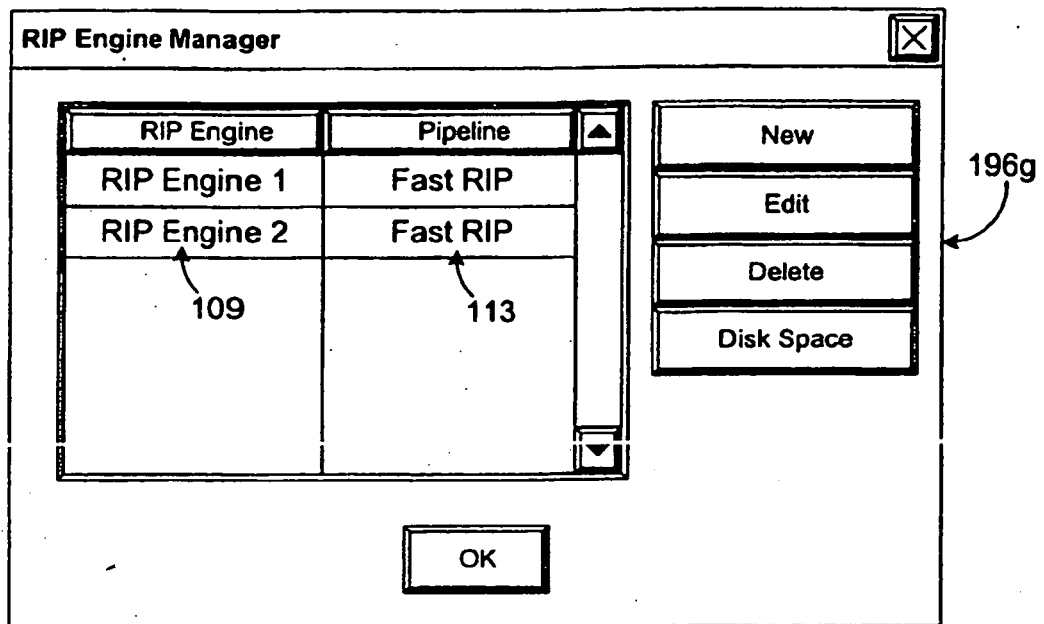 RIP Engine Manager
RIP Engine Pipeline
RIP Engine 1 Fast RIP
RIP Engine 2 Fast RIP
109
113
New
Edit
Delete
Disk Space
196g
OK